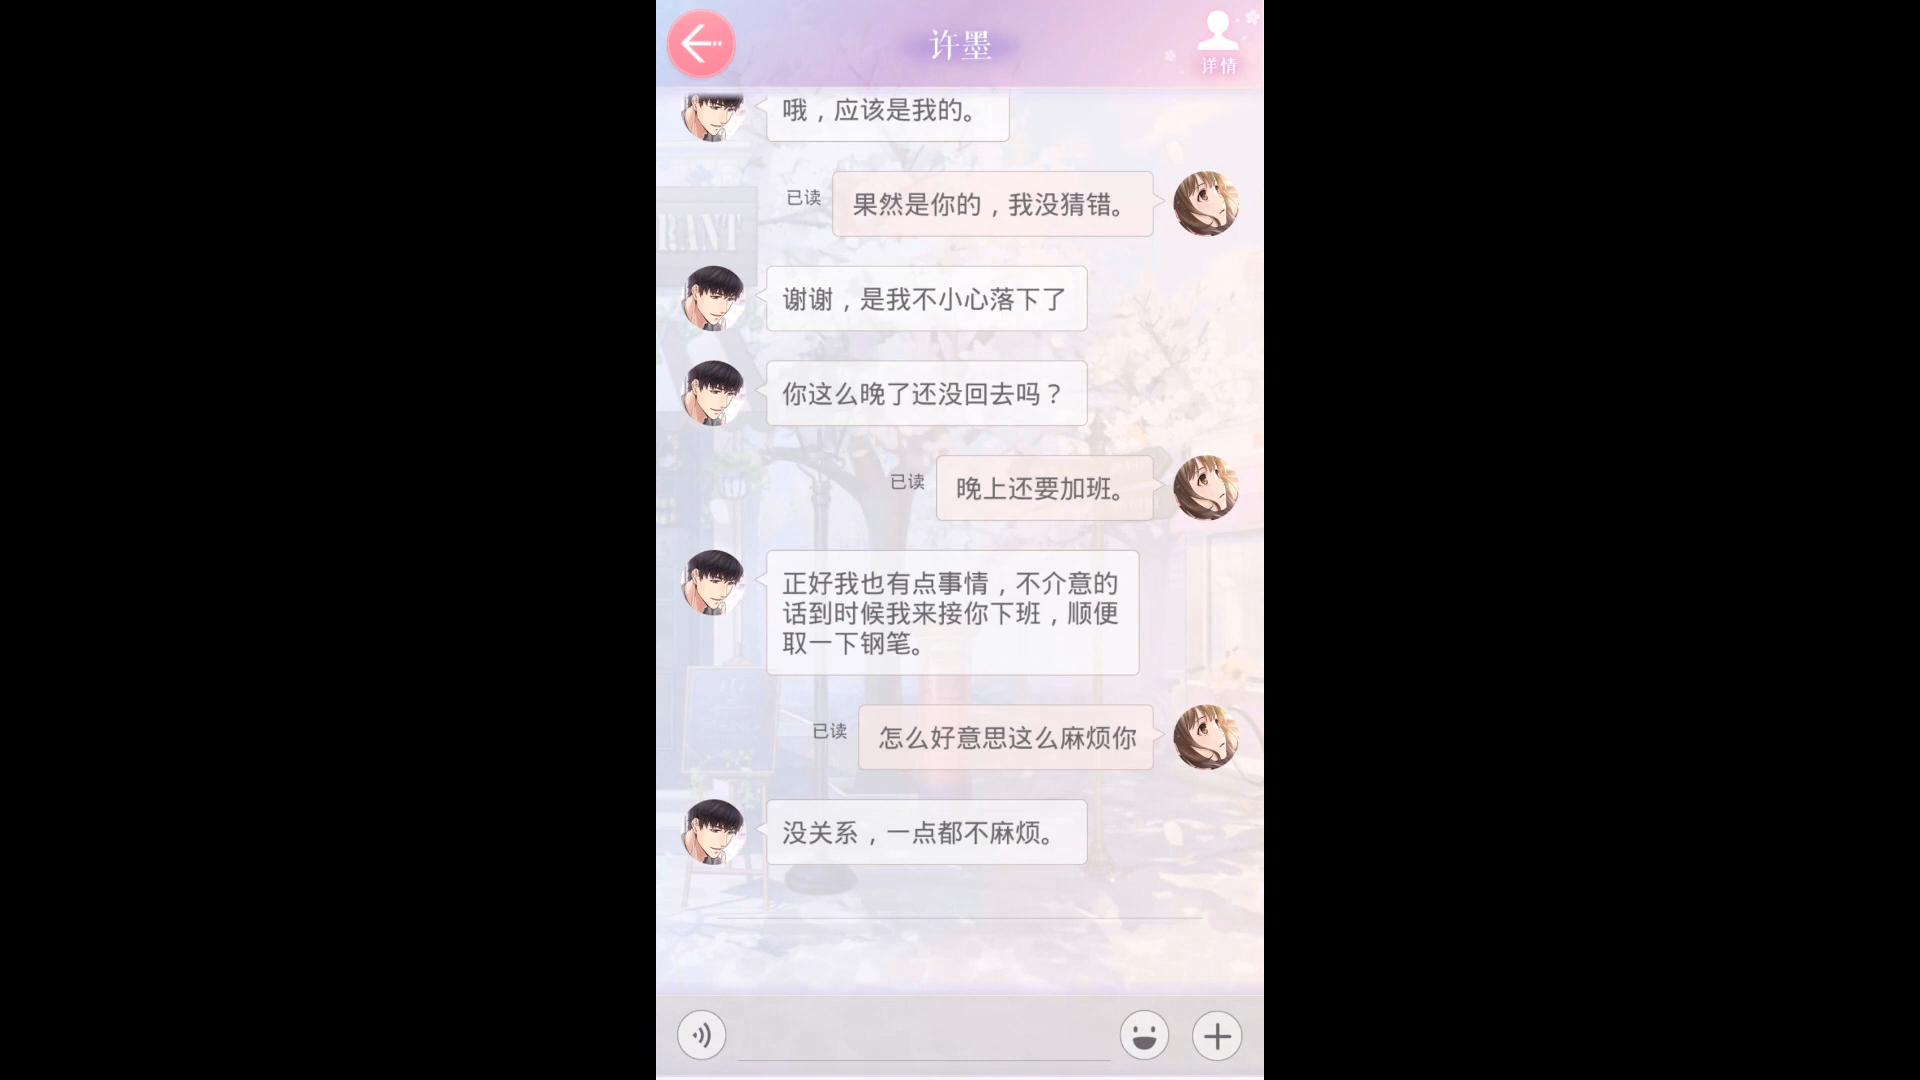 许墨
详情
哦，应该是我的。
已读
果然是你的，我没猜错。
RANT
谢谢，是我不小心落下了
你这么晚了还没回去吗？
已读
晚上还要加班。
正好我也有点事情，不介意的
话到时候我来接你下班，顺便
取一下钢笔。
已读
怎么好意思这么麻烦你
没关系，一点都不麻烦。